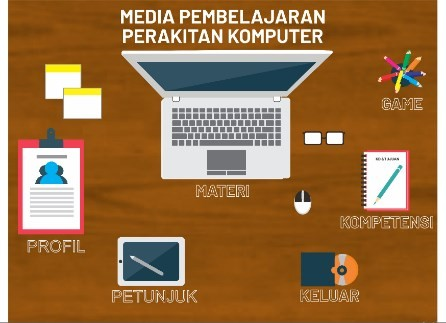 MEDIA PEMBELAJARAN
PERAKITAN KOMPUTER
GAME
MATERI
KOMPETENSI
PROFIL
PETUNJUK
KELUAR